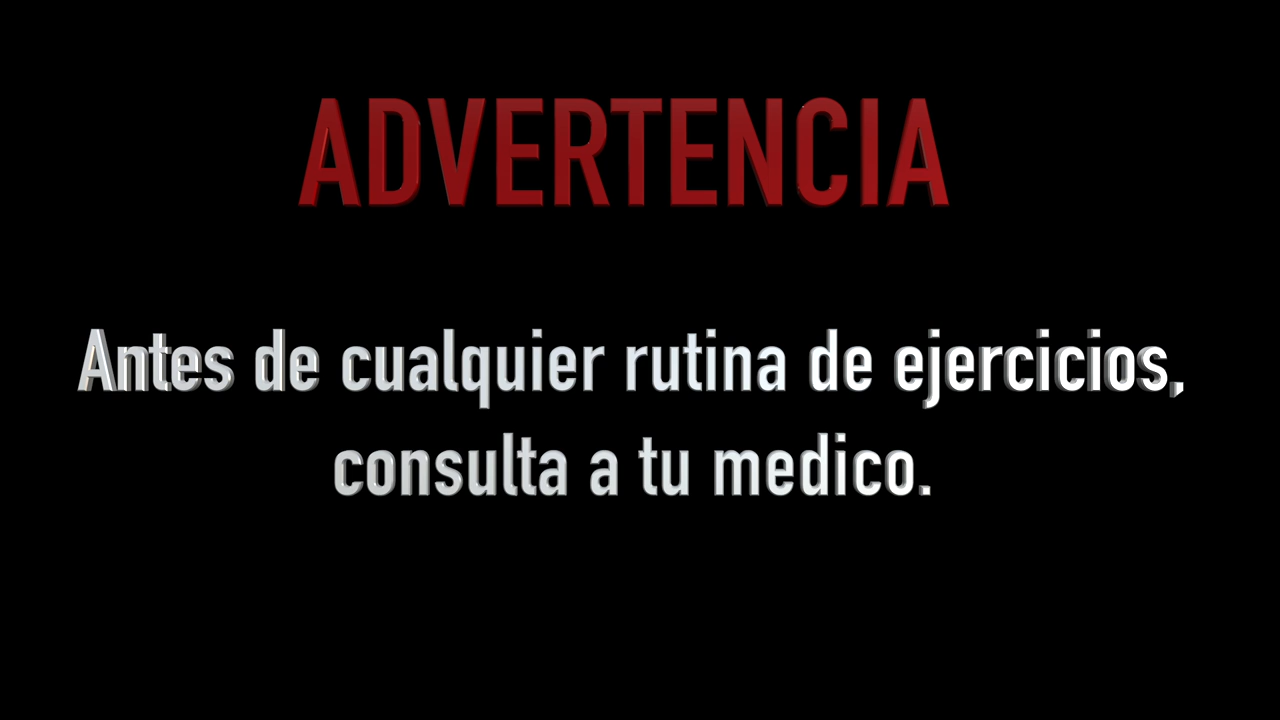 ADVERTENCIA
Antes de cualquier rutina de ejercicios,
consulta a tu medico.